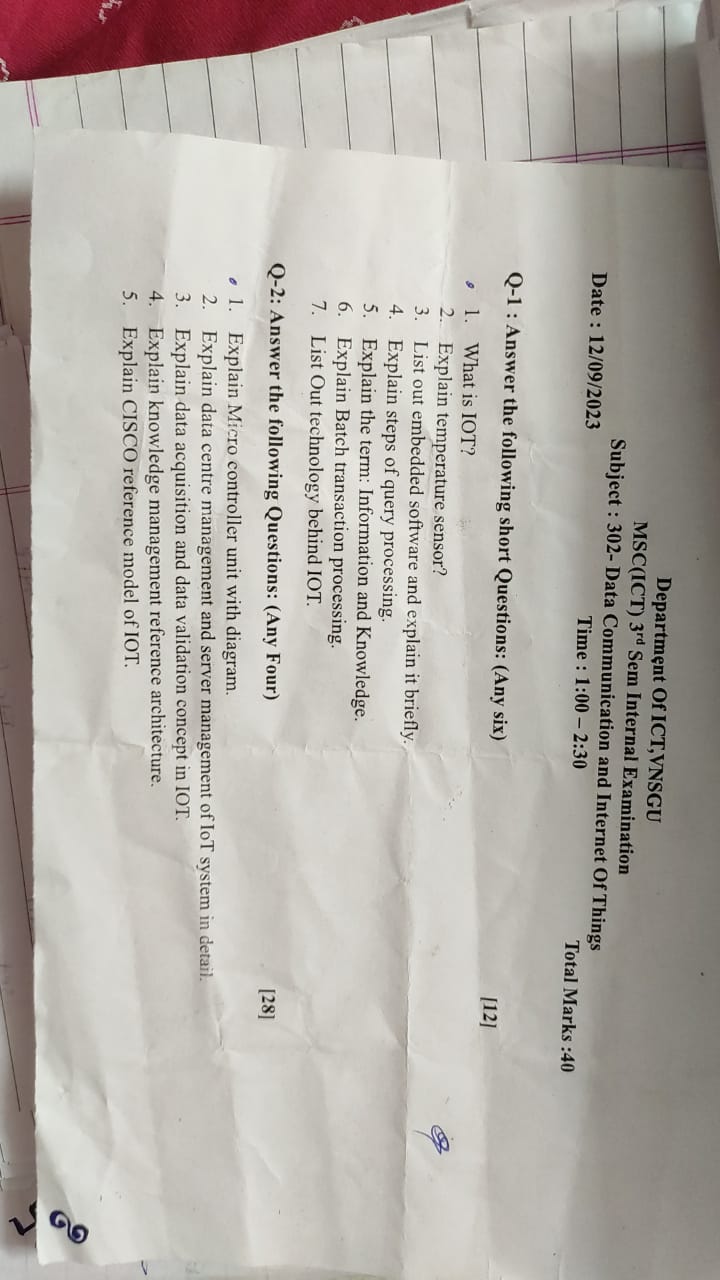 Department Of ICT,VNSGU
MSC(ICT) 3rd Sem Internal Examination
Subject : 302- Data Communication and Internet Of Things
Date : 12/09/2023 Time : 1:00 – 2:30 Total Marks :40
Q-1 : Answer the following short Questions: (Any six) [12]
1. What is IOT?
2. Explain temperature sensor?
3. List out embedded software and explain it briefly.
4. Explain steps of query processing.
5. Explain the term: Information and Knowledge.
6. Explain Batch transaction processing.
7. List Out technology behind IOT.
Q-2: Answer the following Questions: (Any Four) [28]
1. Explain Micro controller unit with diagram.
2. Explain data centre management and server management of IoT system in detail.
3. Explain data acquisition and data validation concept in IOT.
4. Explain knowledge management reference architecture.
5. Explain CISCO reference model of IOT.